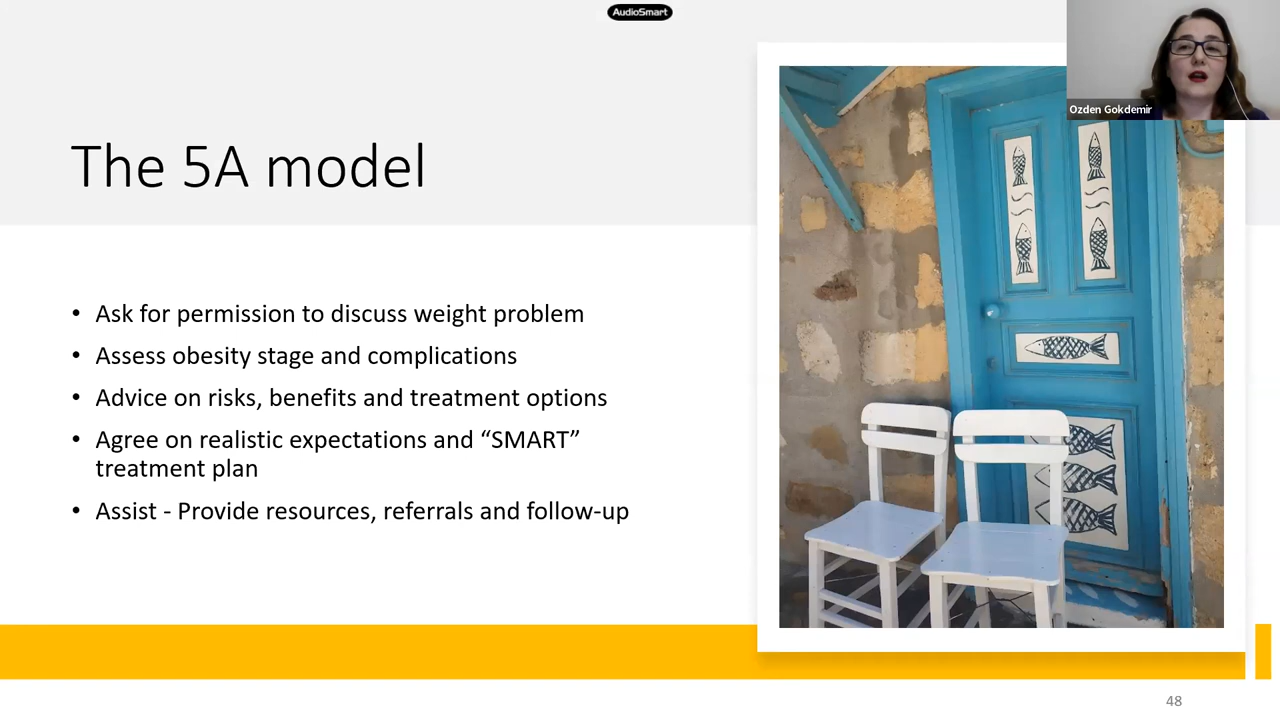 AudioSmart
Ozden Gokdemir
The 5A model
• Ask for permission to discuss weight problem
• Assess obesity stage and complications
• Advice on risks, benefits and treatment options
• Agree on realistic expectations and “SMART”
treatment plan
• Assist - Provide resources, referrals and follow-up
48